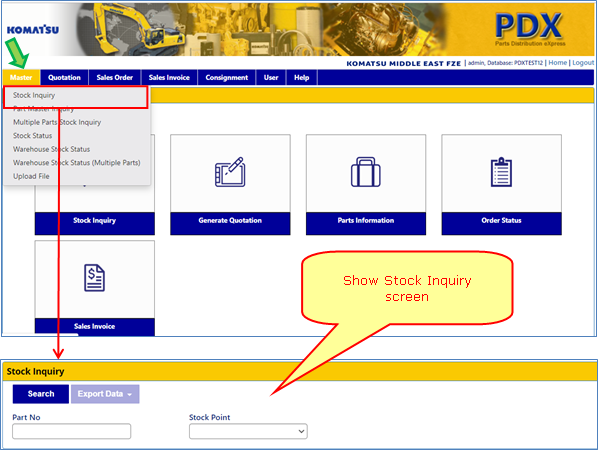 KOMATSU
PDX
Parts Distribution eXpress
KOMATSU MIDDLE EAST FZE | admin, Database: PDXTEST12 | Home | Logout
Master Quotation Sales Order Sales Invoice Consignment User Help
Stock Inquiry
Part Master Inquiry
Multiple Parts Stock Inquiry
Stock Status
Warehouse Stock Status
Warehouse Stock Status (Multiple Parts)
Upload File
Stock Inquiry Generate Quotation Parts Information Order Status
Sales Invoice
Show Stock Inquiry
screen
Stock Inquiry
Search Export Data
Part No Stock Point